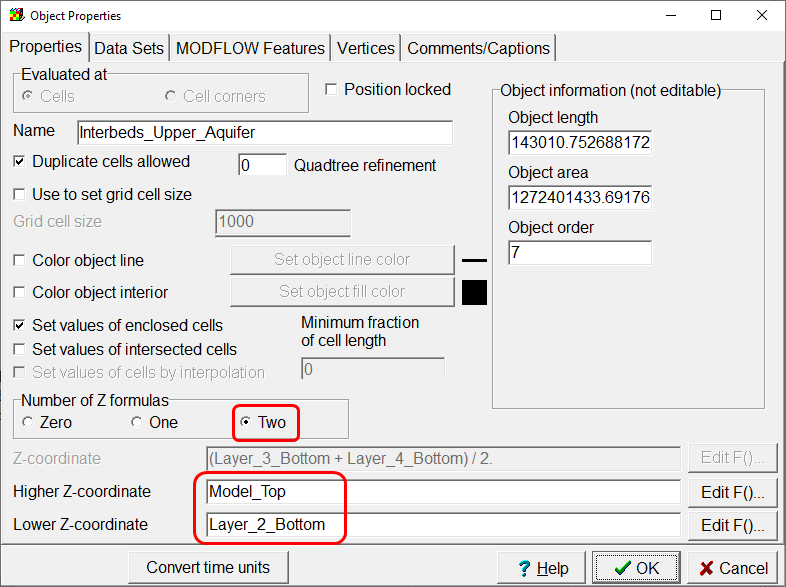 Object Properties
Properties Data Sets MODFLOW Features Vertices Comments/Captions
Evaluated at
Cells Cell corners
Position locked
Name Interbeds_Upper_Aquifer
Duplicate cells allowed 0 Quadtree refinement
Use to set grid cell size
Grid cell size 1000
Color object line Set object line color
Color object interior Set object fill color
Set values of enclosed cells
Set values of intersected cells
Set values of cells by interpolation
Minimum fraction
of cell length
0
Number of Z formulas
Zero One Two
Z-coordinate (Layer_3_Bottom + Layer_4_Bottom) / 2. Edit F()...
Higher Z-coordinate Model_Top Edit F()...
Lower Z-coordinate Layer_2_Bottom Edit F()...
Object information (not editable)
Object length
143010.752688172
Object area
1272401433.69176
Object order
7
Convert time units ? Help OK Cancel